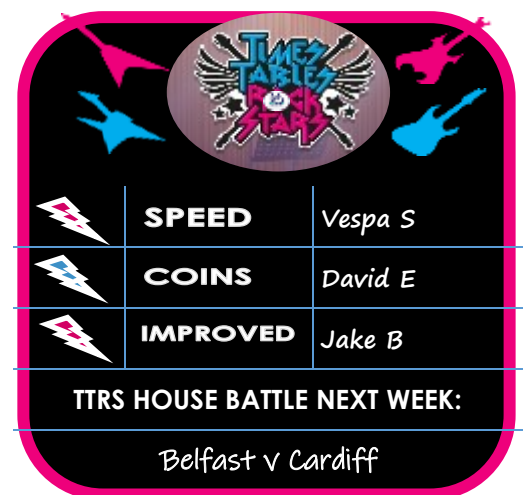 TIMES
TABLES
ROCK
STARS
SPEED Vespa S
COINS David E
IMPROVED Jake B
TTRS HOUSE BATTLE NEXT WEEK:
Belfast v Cardiff